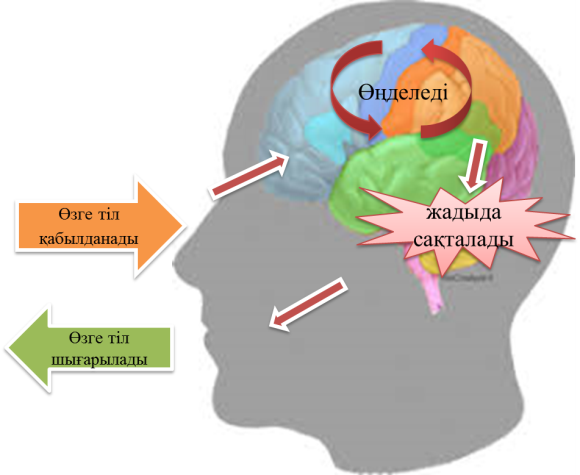 Өңделеді
Өзге тіл
қабылданады
жадыда
сақталады
Өзге тіл
шығарылады